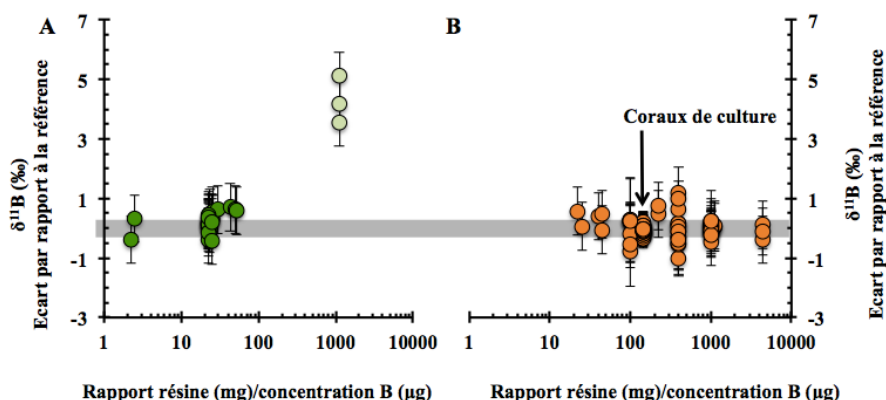 A
B
7
5
3
1
-1
-3
δ¹¹B (‰)
Ecart par rapport à la référence
1
10
100
1000
10000
Rapport résine (mg)/concentration B (µg)
Coraux de culture
7
5
3
1
-1
-3
δ¹¹B (‰)
Ecart par rapport à la référence
1
10
100
1000
10000
Rapport résine (mg)/concentration B (µg)